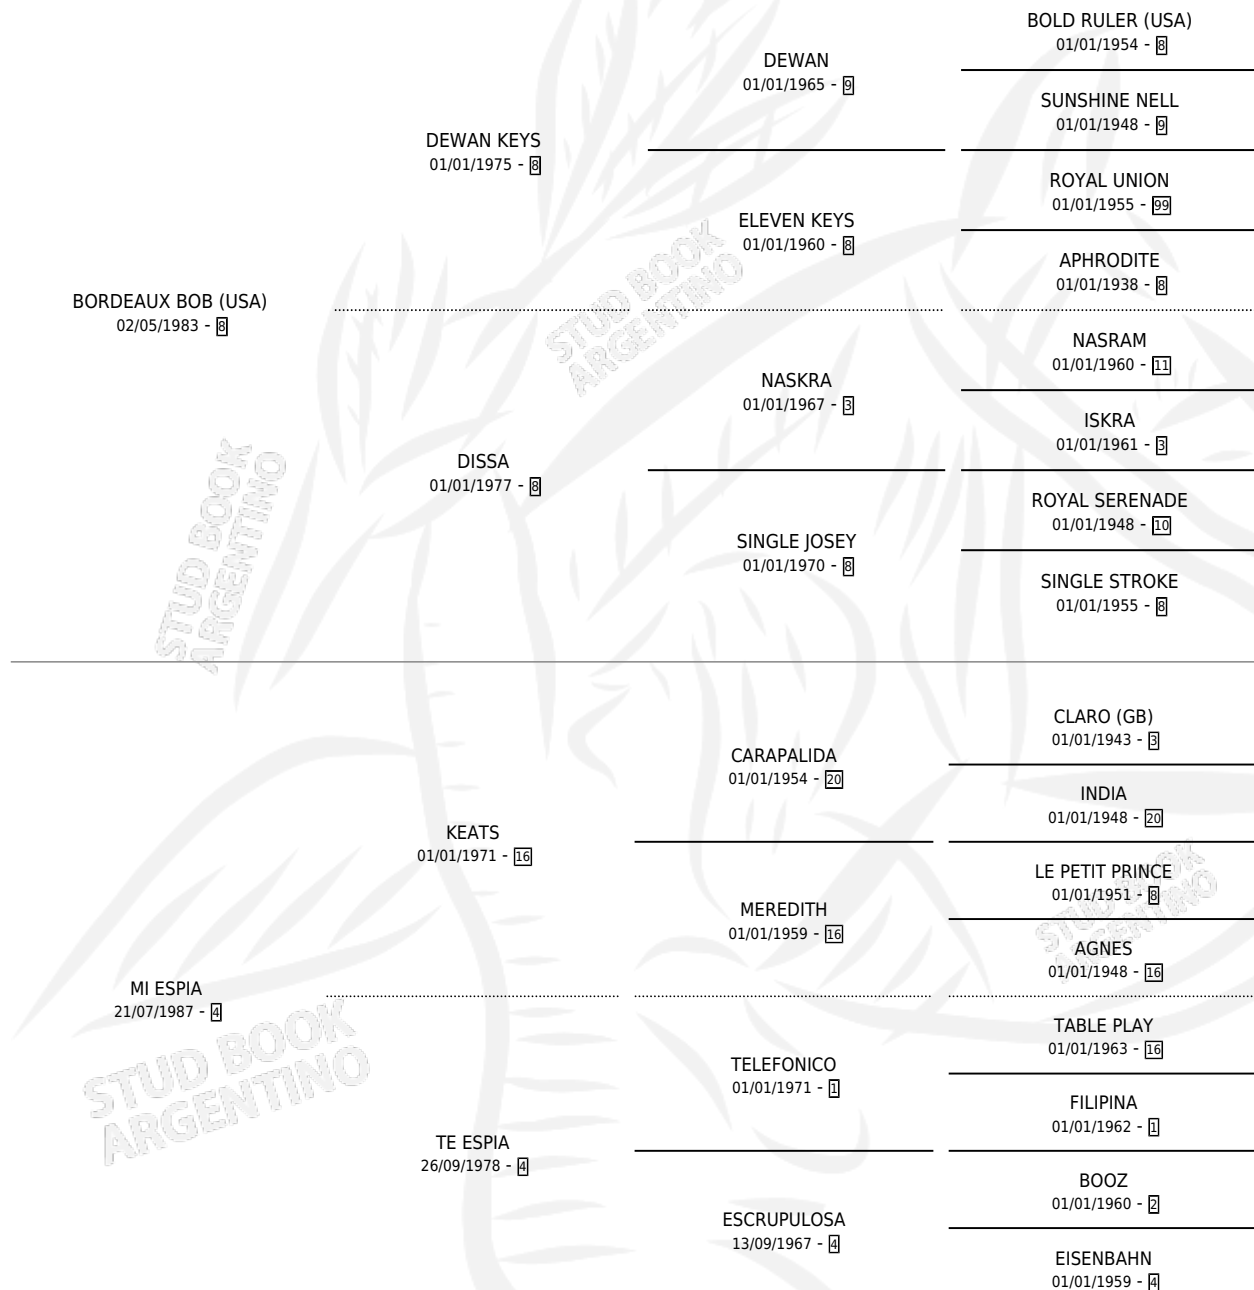 BOLD RULER (USA)
01/01/1954 - 8
DEWAN
01/01/1965 - 9
SUNSHINE NELL
01/01/1948 - 9
DEWAN KEYS
01/01/1975 - 8
ROYAL UNION
01/01/1955 - 99
ELEVEN KEYS
01/01/1960 - 8
APHRODITE
01/01/1938 - 8
BORDEAUX BOB (USA)
02/05/1983 - 8
STUD BOOK
ARGENTINO
NASRAM
01/01/1960 - 11
NASKRA
01/01/1967 - 3
ISKRA
01/01/1961 - 3
DISSA
01/01/1977 - 8
ROYAL SERENADE
01/01/1948 - 10
SINGLE JOSEY
01/01/1970 - 8
SINGLE STROKE
01/01/1955 - 8
STUD BOOK
ARGENTINO
CLARO (GB)
01/01/1943 - 3
CARAPALIDA
01/01/1954 - 20
INDIA
01/01/1948 - 20
KEATS
01/01/1971 - 16
LE PETIT PRINCE
01/01/1951 - 8
MEREDITH
01/01/1959 - 16
STUD BOOK
ARGENTINO
AGNES
01/01/1948 - 16
MI ESPIA
21/07/1987 - 4
STUD BOOK
ARGENTINO
TABLE PLAY
01/01/1963 - 16
TELEFONICO
01/01/1971 - 1
FILIPINA
01/01/1962 - 1
TE ESPIA
26/09/1978 - 4
BOOZ
01/01/1960 - 2
ESCRUPULOSA
13/09/1967 - 4
EISENBAHN
01/01/1959 - 4